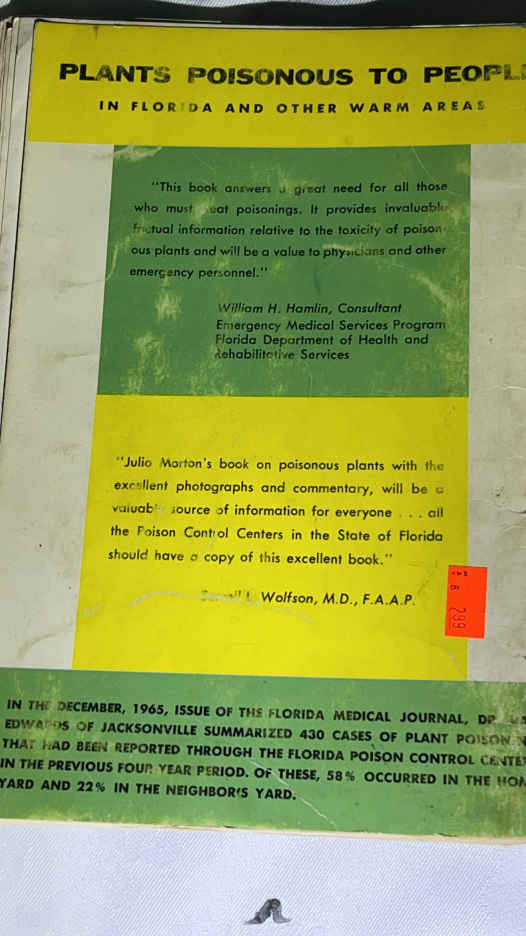 PLANTS POISONOUS TO PEOPL
IN FLORIDA AND OTHER WARM AREAS
"This book answers a great need for all those
who must eat poisonings. It provides invaluable
factual information relative to the toxicity of poison-
ous plants and will be a value to physicians and other
emergency personnel."
William H. Hamlin, Consultant
Emergency Medical Services Program
Florida Department of Health and
Rehabilitative Services
"Julia Morton's book on poisonous plants with the
excellent photographs and commentary, will be a
valuable source of information for everyone . . . all
the Poison Control Centers in the State of Florida
should have a copy of this excellent book."
L. Wolfson, M.D., F.A.A.P.
B 299
IN THE DECEMBER, 1965, ISSUE OF THE FLORIDA MEDICAL JOURNAL, DR.
EDWARDS OF JACKSONVILLE SUMMARIZED 430 CASES OF PLANT POISONIN
THAT HAD BEEN REPORTED THROUGH THE FLORIDA POISON CONTROL CENTE
IN THE PREVIOUS FOUR YEAR PERIOD. OF THESE, 58% OCCURRED IN THE HOM
YARD AND 22% IN THE NEIGHBOR'S YARD.